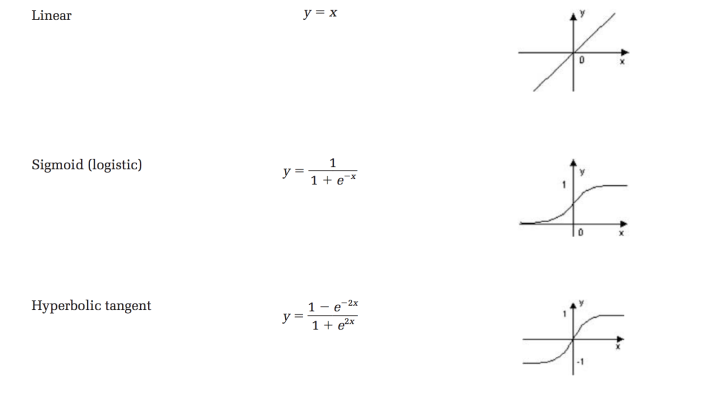 Linear
y = x
y
0
x
Sigmoid (logistic)
y = 1 / (1 + e^{-x})
y
1
0
x
Hyperbolic tangent
y = (1 − e^{−2x}) / (1 + e^{2x})
y
1
x
-1